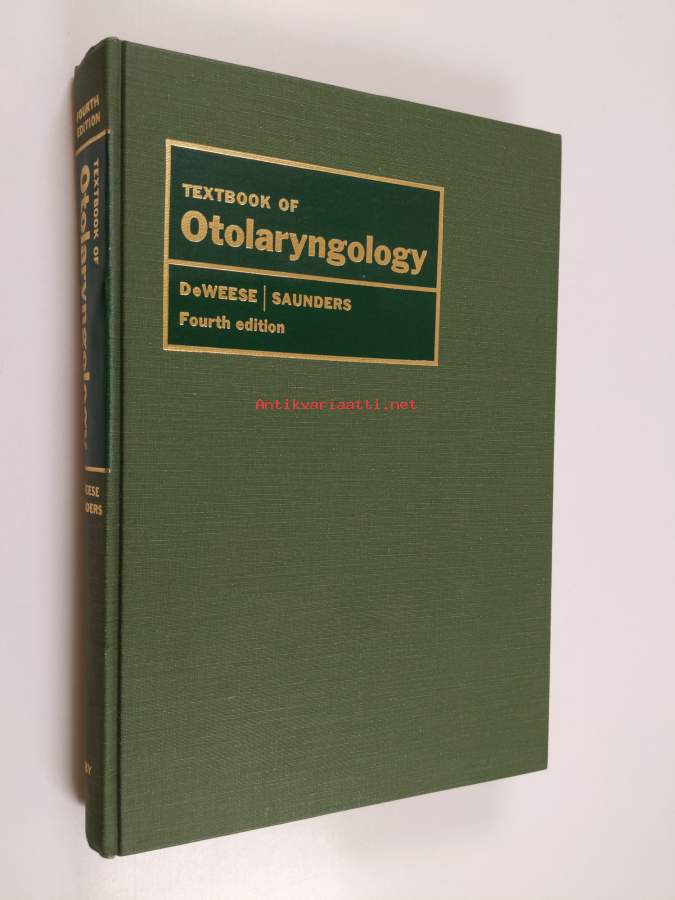 FOURTH
EDITION
TEXTBOOK OF
Otolaryngology
TEXTBOOK OF
Otolaryngology
DeWEESE | SAUNDERS
Fourth edition
Antikvariaatti.net